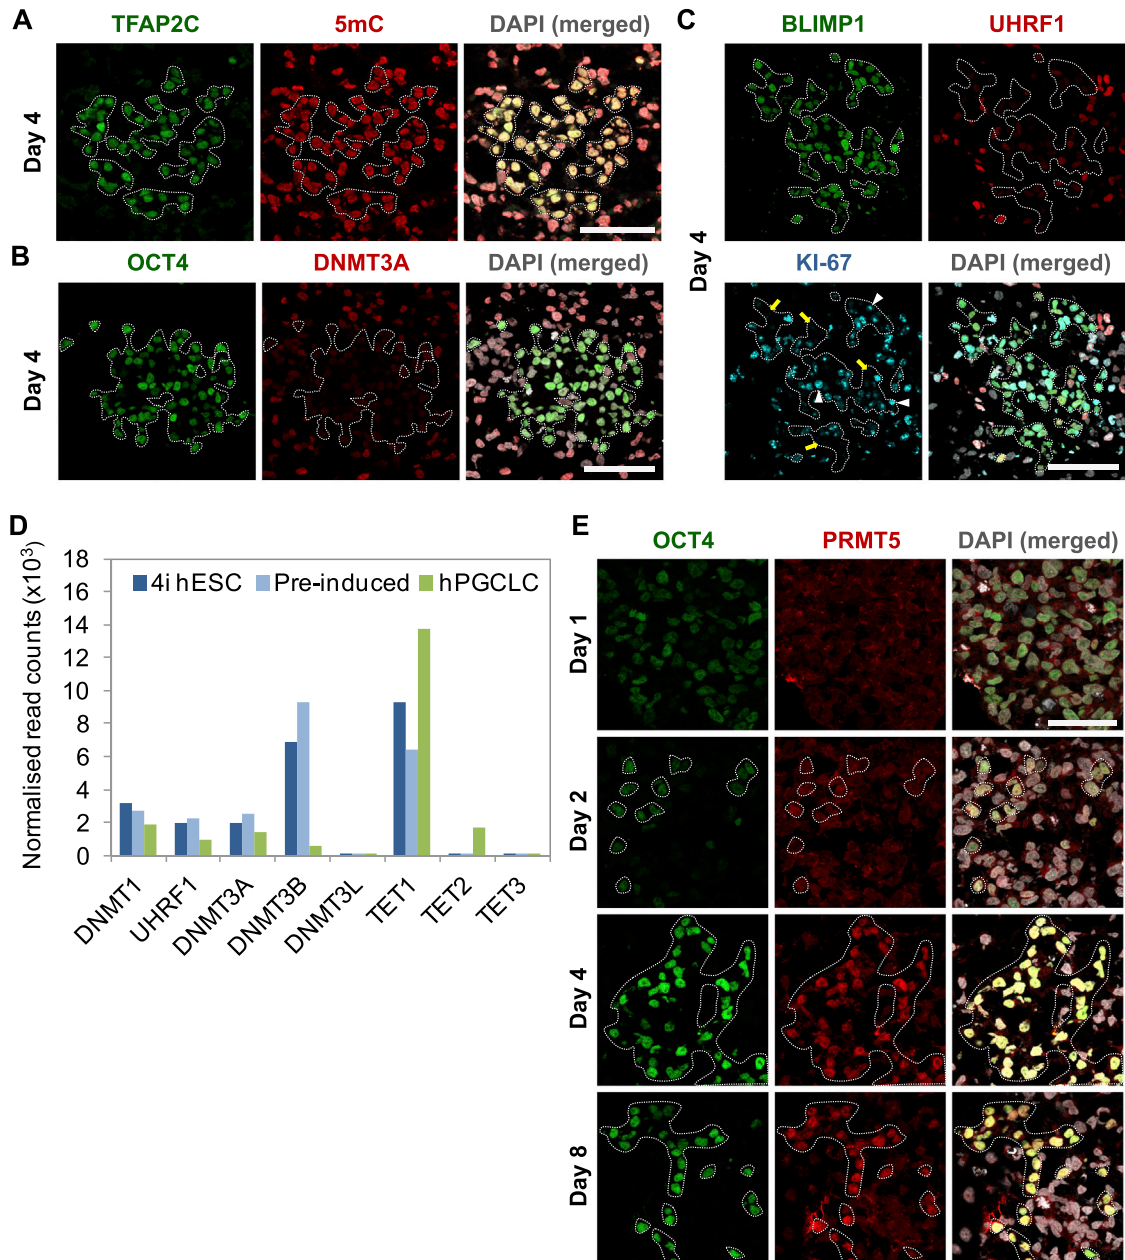 A
TFAP2C 5mC DAPI (merged)
Day 4
B
OCT4 DNMT3A DAPI (merged)
Day 4
C
BLIMP1 UHRF1
Day 4
KI-67 DAPI (merged)
D
Normalised read counts (x10³)
18
16
14
12
10
8
6
4
2
0
4i hESC Pre-induced hPGCLC
DNMT1
UHRF1
DNMT3A
DNMT3B
DNMT3L
TET1
TET2
TET3
E
OCT4 PRMT5 DAPI (merged)
Day 1
Day 2
Day 4
Day 8